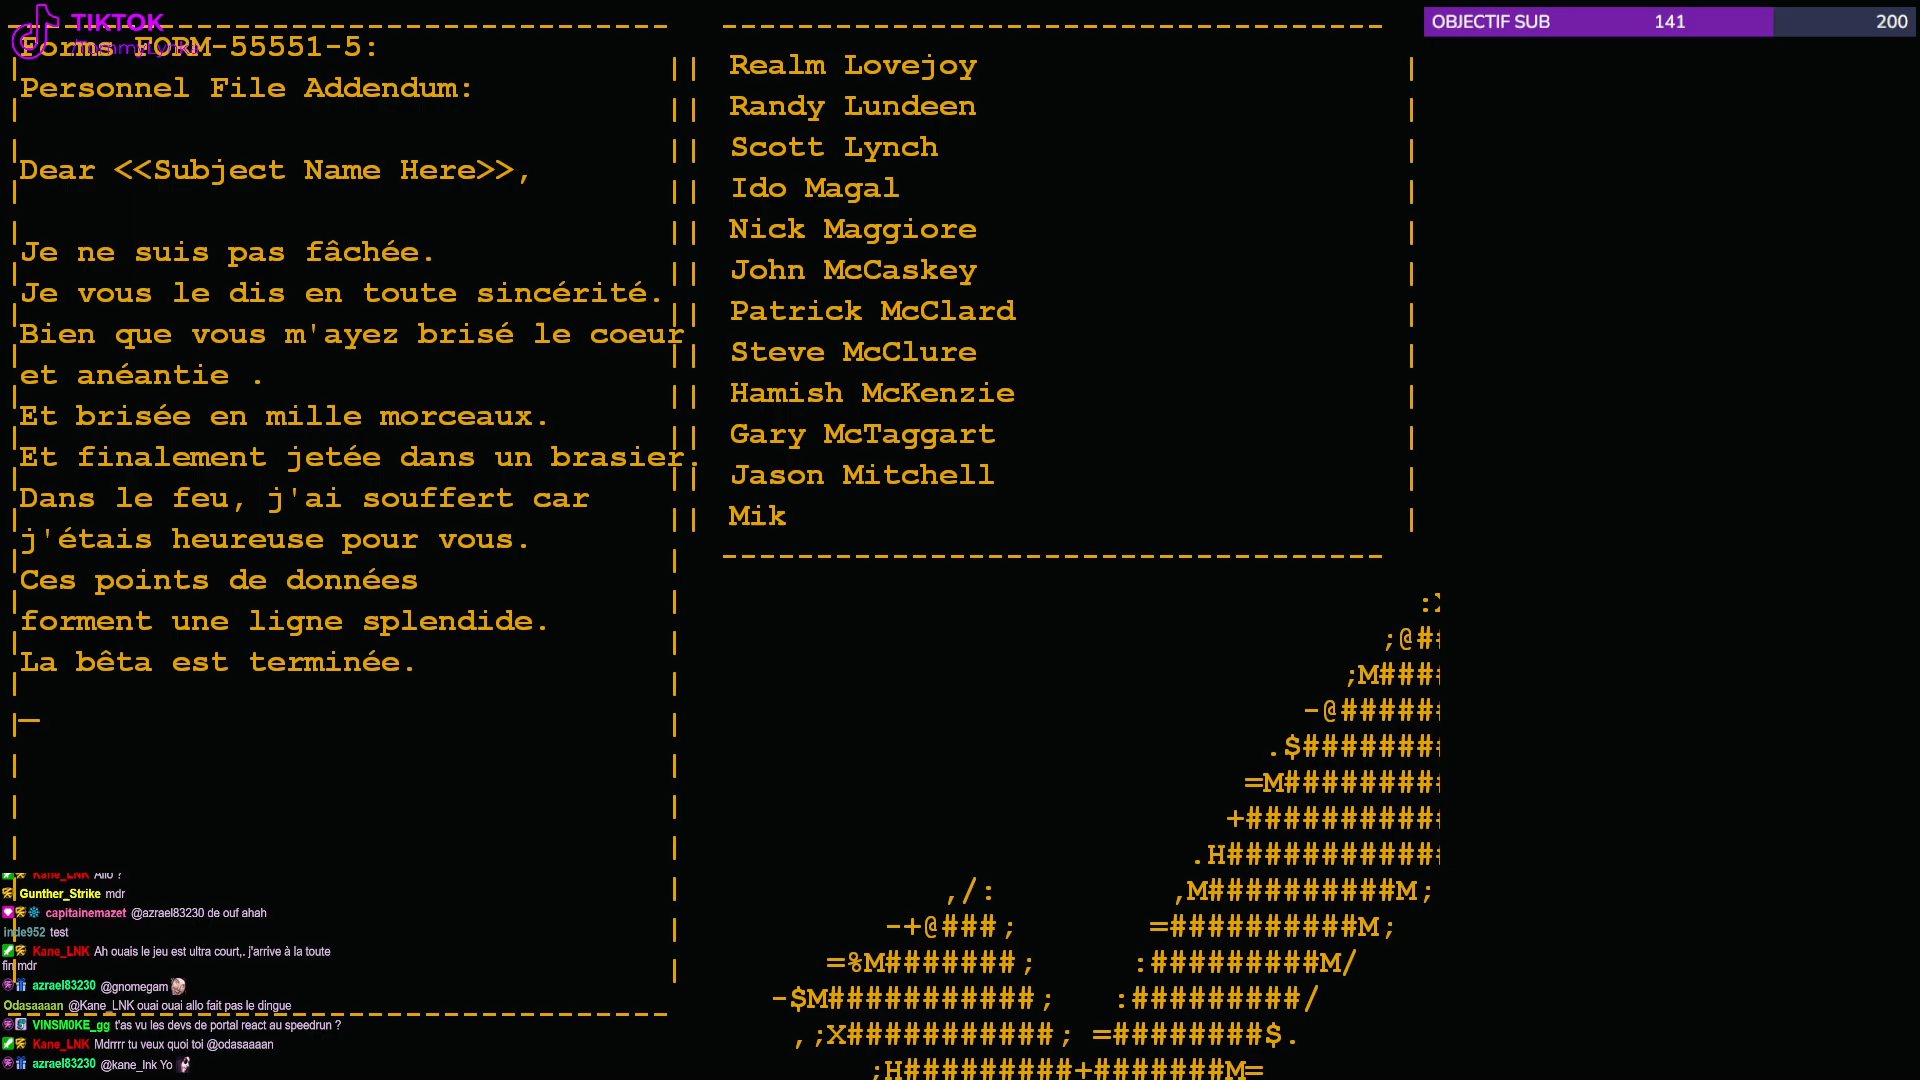 TIKTOK
/TommyLynks
Forms FORM-55551-5:
Personnel File Addendum:
Dear <<Subject Name Here>>,
Je ne suis pas fâchée.
Je vous le dis en toute sincérité.
Bien que vous m'ayez brisé le coeur
et anéantie .
Et brisée en mille morceaux.
Et finalement jetée dans un brasier.
Dans le feu, j'ai souffert car
j'étais heureuse pour vous.
Ces points de données
forment une ligne splendide.
La bêta est terminée.
Realm Lovejoy
Randy Lundeen
Scott Lynch
Ido Magal
Nick Maggiore
John McCaskey
Patrick McClard
Steve McClure
Hamish McKenzie
Gary McTaggart
Jason Mitchell
Mik
OBJECTIF SUB 141 200
Kane_LNK Allo ?
Gunther_Strike mdr
capitainemazet @azrael83230 de ouf ahah
inde952 test
Kane_LNK Ah ouais le jeu est ultra court,. j'arrive à la toute
fin mdr
azrael83230 @gnomegam
Odasaaaan @Kane_LNK ouai ouai allo fait pas le dingue
VINSM0KE_gg t'as vu les devs de portal react au speedrun ?
Kane_LNK Mdrrrr tu veux quoi toi @odasaaaan
azrael83230 @kane_lnk Yo